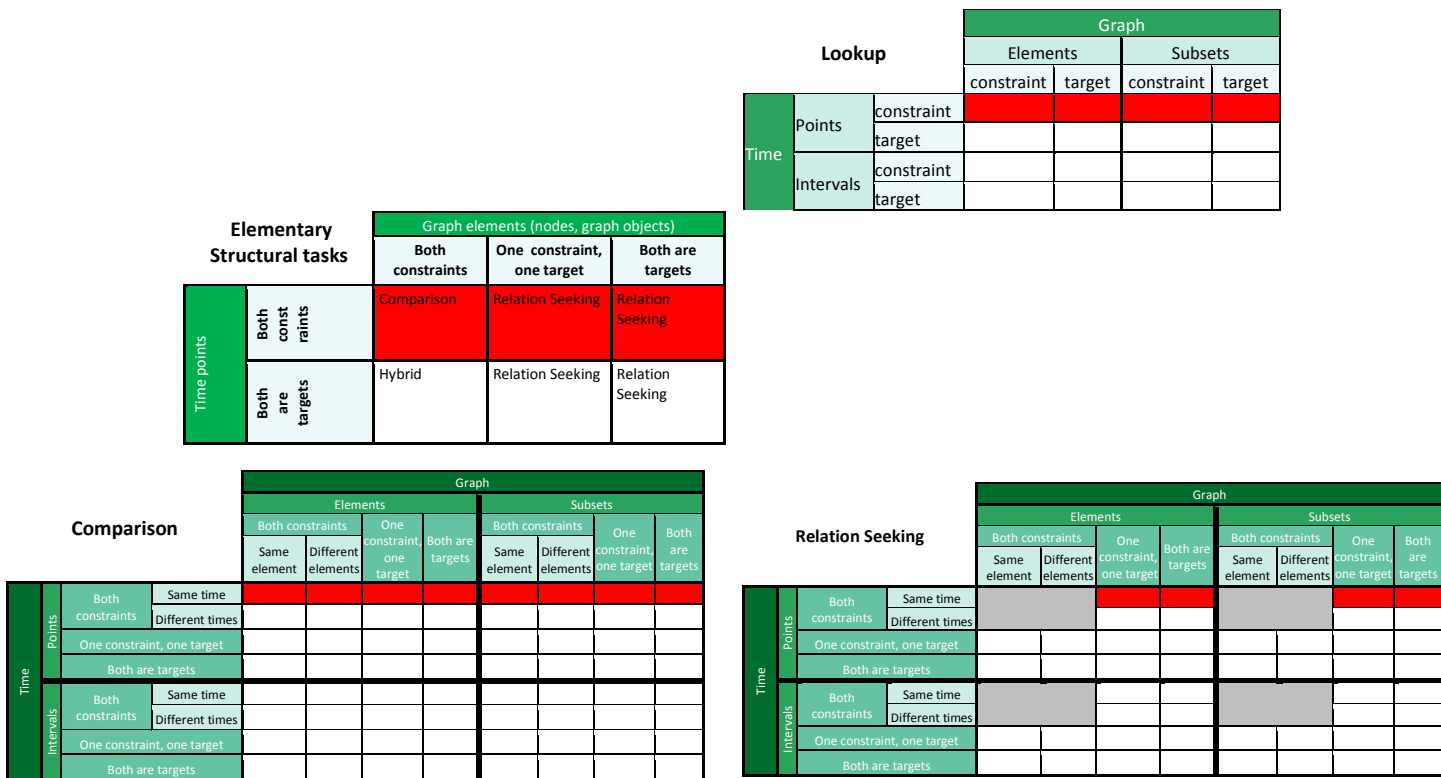 Lookup
Graph
Elements Subsets
constraint target constraint target
Time
Points
constraint
target
Intervals
constraint
target
Elementary
Structural tasks
Graph elements (nodes, graph objects)
Both
constraints
One constraint,
one target
Both are
targets
Time points
Both
const
raints
Comparison
Relation Seeking
Relation
Seeking
Both
are
targets
Hybrid
Relation Seeking
Relation
Seeking
Comparison
Graph
Elements Subsets
Both constraints
One
constraint,
one
target
Both are
targets
Both constraints
One
constraint,
one target
Both
are
targets
Same
element
Different
elements
Same
element
Different
elements
Time
Points
Both
constraints
Same time
Different times
One constraint, one target
Both are targets
Intervals
Both
constraints
Same time
Different times
One constraint, one target
Both are targets
Relation Seeking
Graph
Elements Subsets
Both constraints
One
constraint,
one target
Both are
targets
Both constraints
One
constraint,
one target
Both
are
targets
Same
element
Different
elements
Same
element
Different
elements
Time
Points
Both
constraints
Same time
Different times
One constraint, one target
Both are targets
Intervals
Both
constraints
Same time
Different times
One constraint, one target
Both are targets